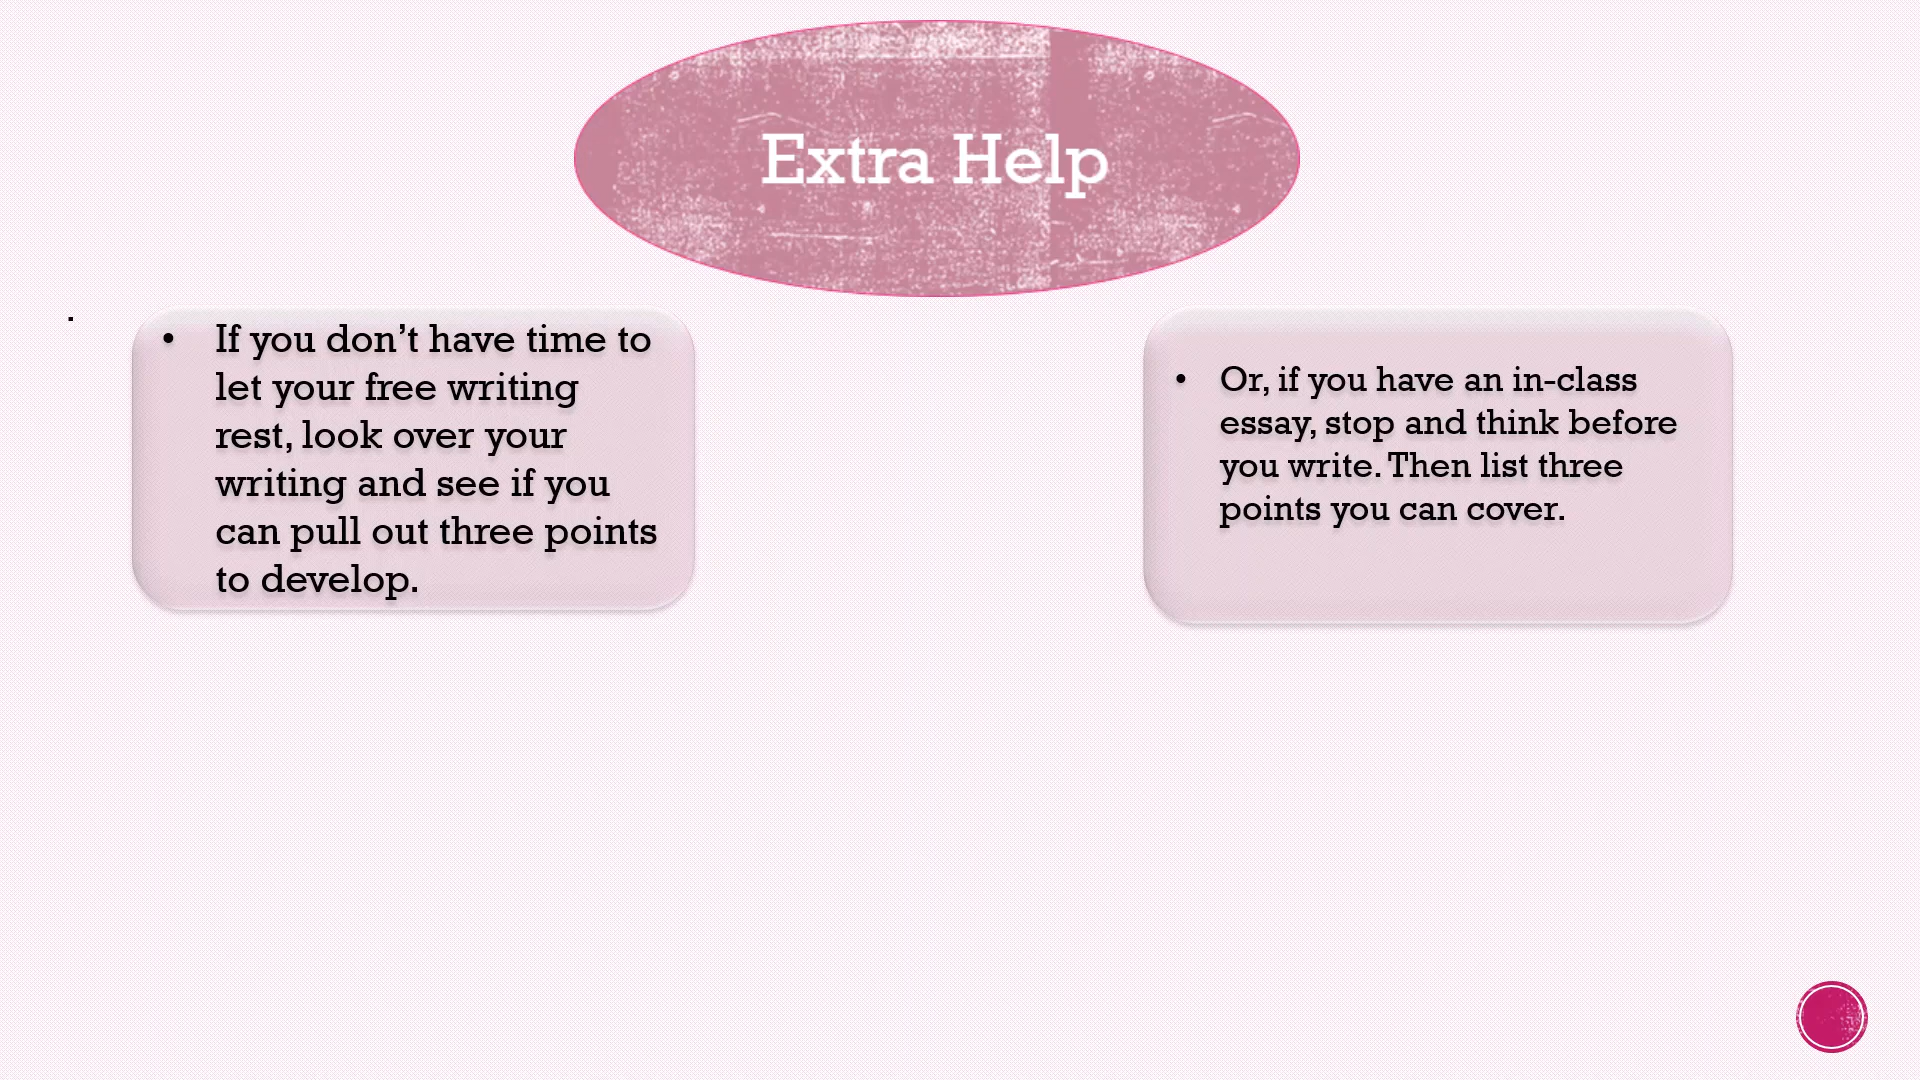 Extra Help
• If you don’t have time to
let your free writing
rest, look over your
writing and see if you
can pull out three points
to develop.
• Or, if you have an in-class
essay, stop and think before
you write. Then list three
points you can cover.